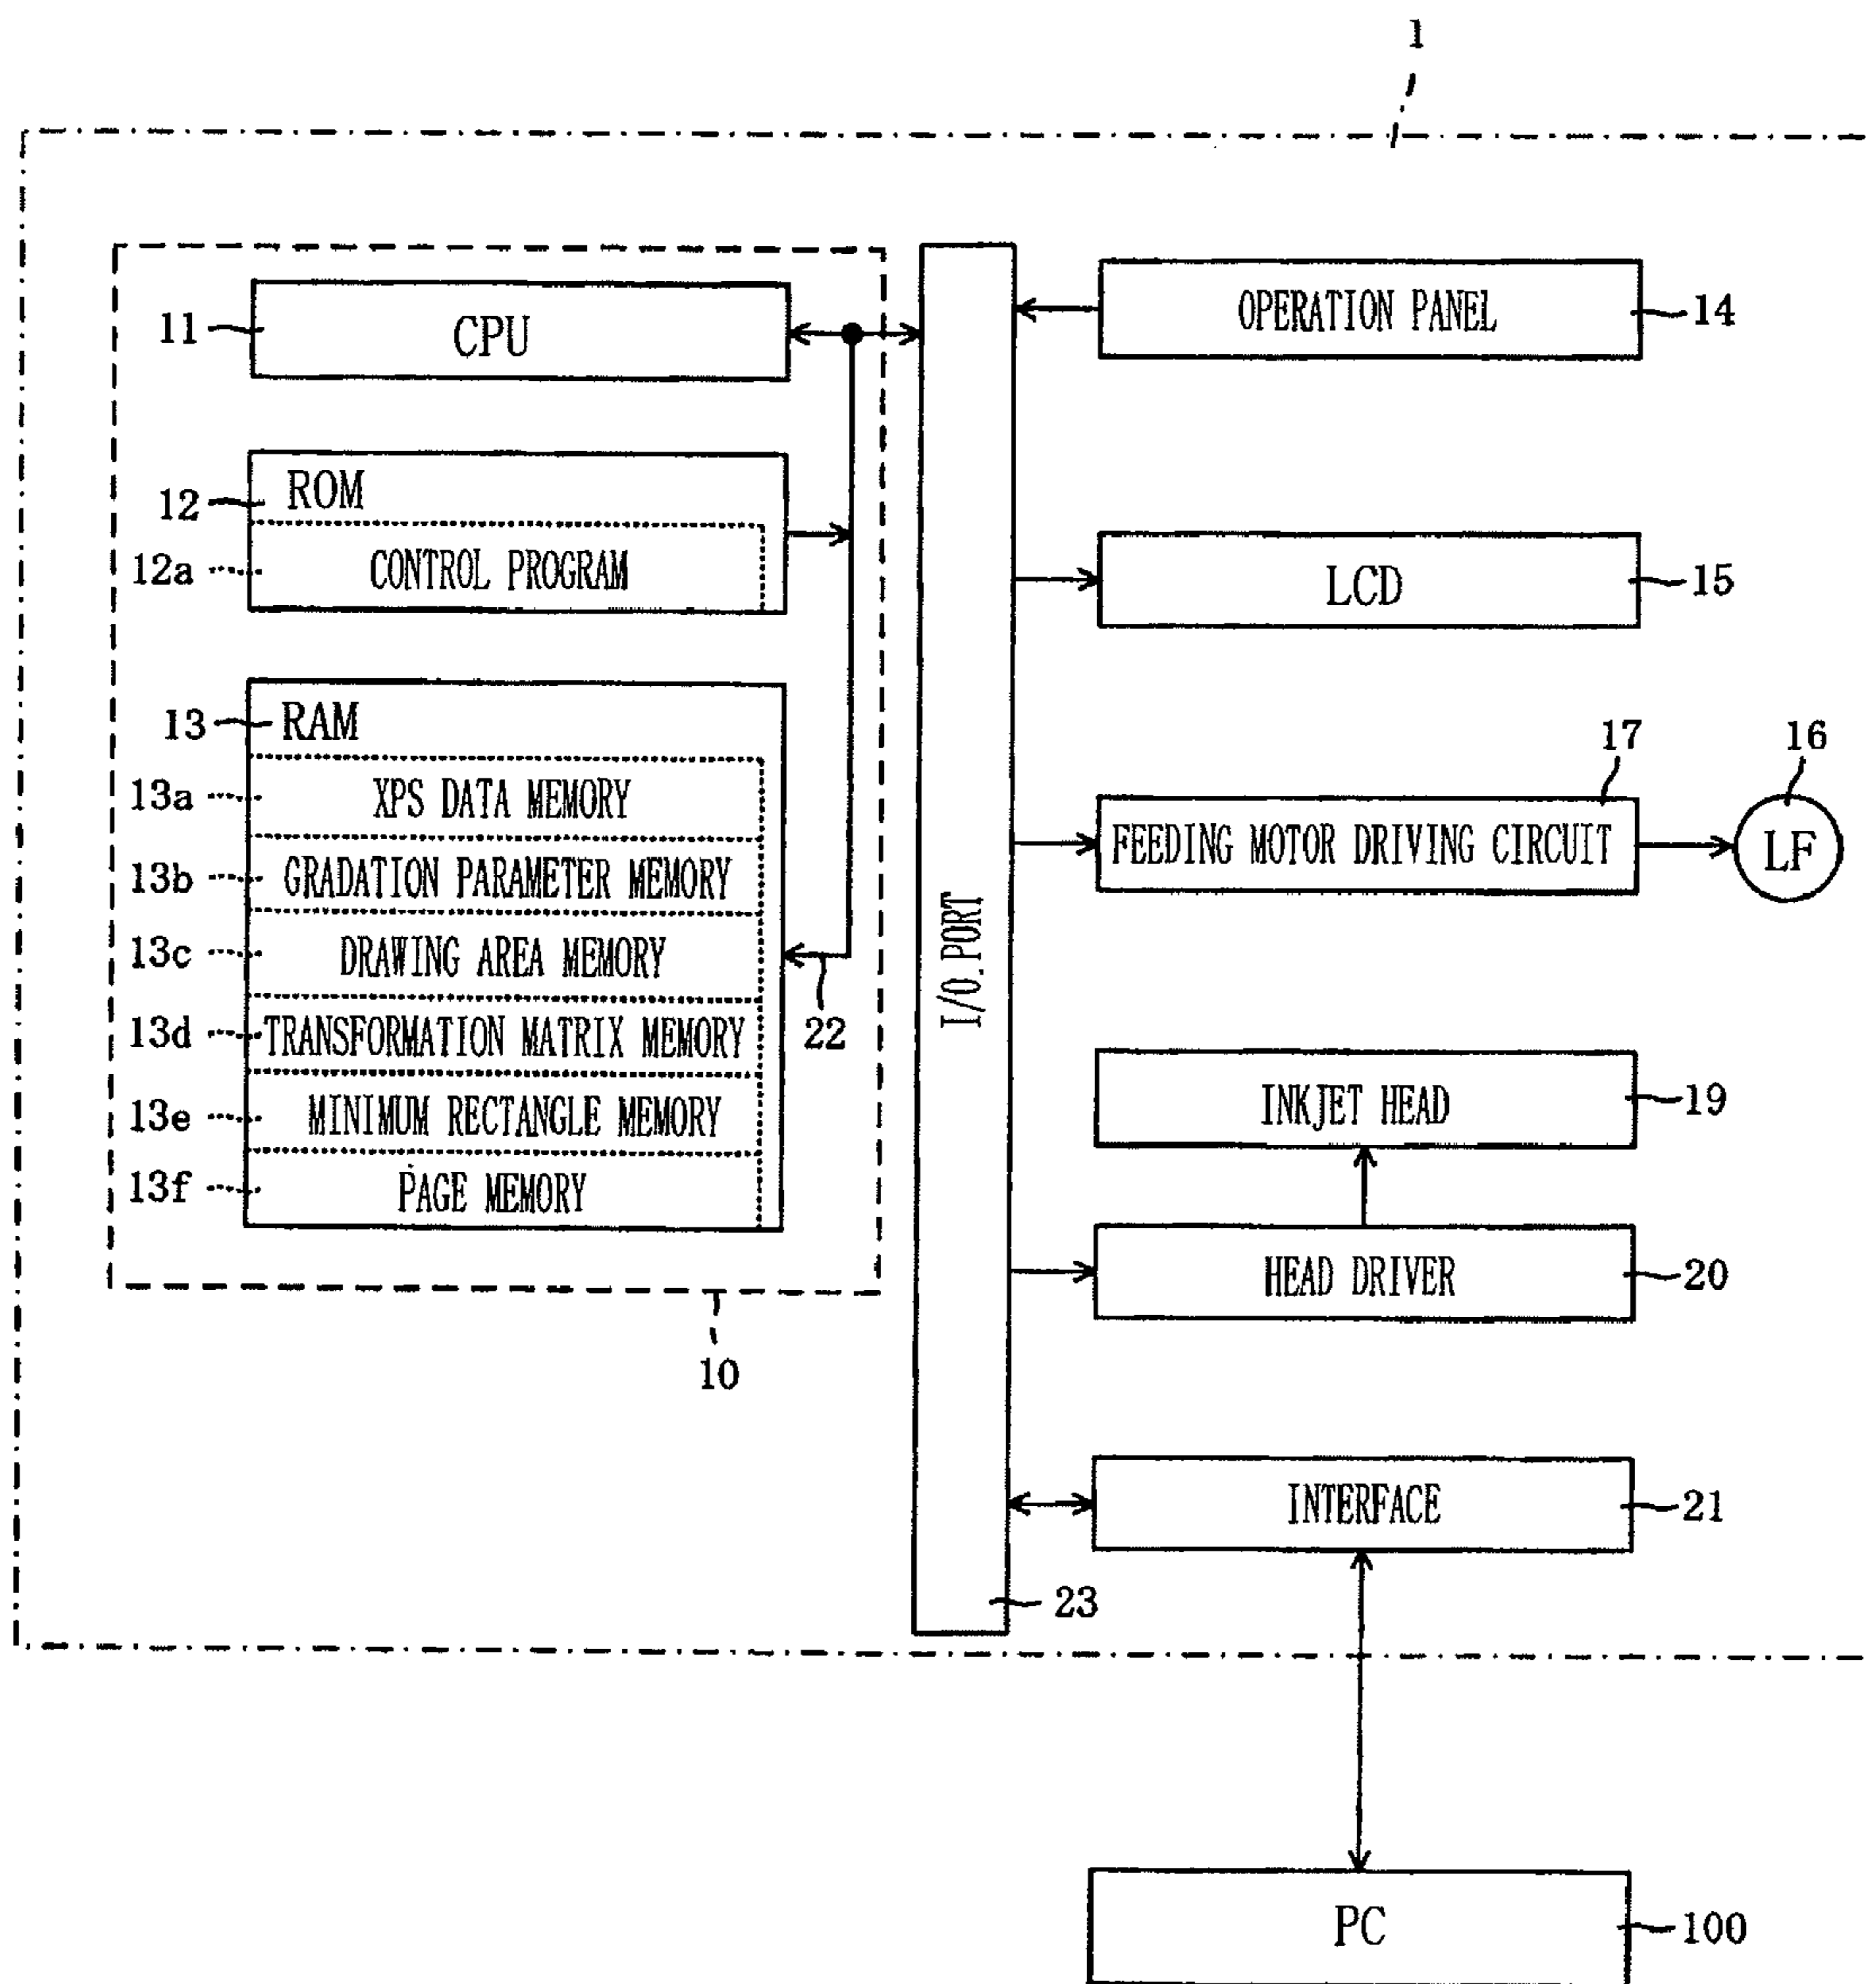 1
11
CPU
12
ROM
12a
CONTROL PROGRAM
13
RAM
13a
XPS DATA MEMORY
13b
GRADATION PARAMETER MEMORY
13c
DRAWING AREA MEMORY
13d
TRANSFORMATION MATRIX MEMORY
13e
MINIMUM RECTANGLE MEMORY
13f
PAGE MEMORY
22
10
I/O.PORT
23
OPERATION PANEL
14
LCD
15
17
16
FEEDING MOTOR DRIVING CIRCUIT
LF
INKJET HEAD
19
HEAD DRIVER
20
INTERFACE
21
PC
100